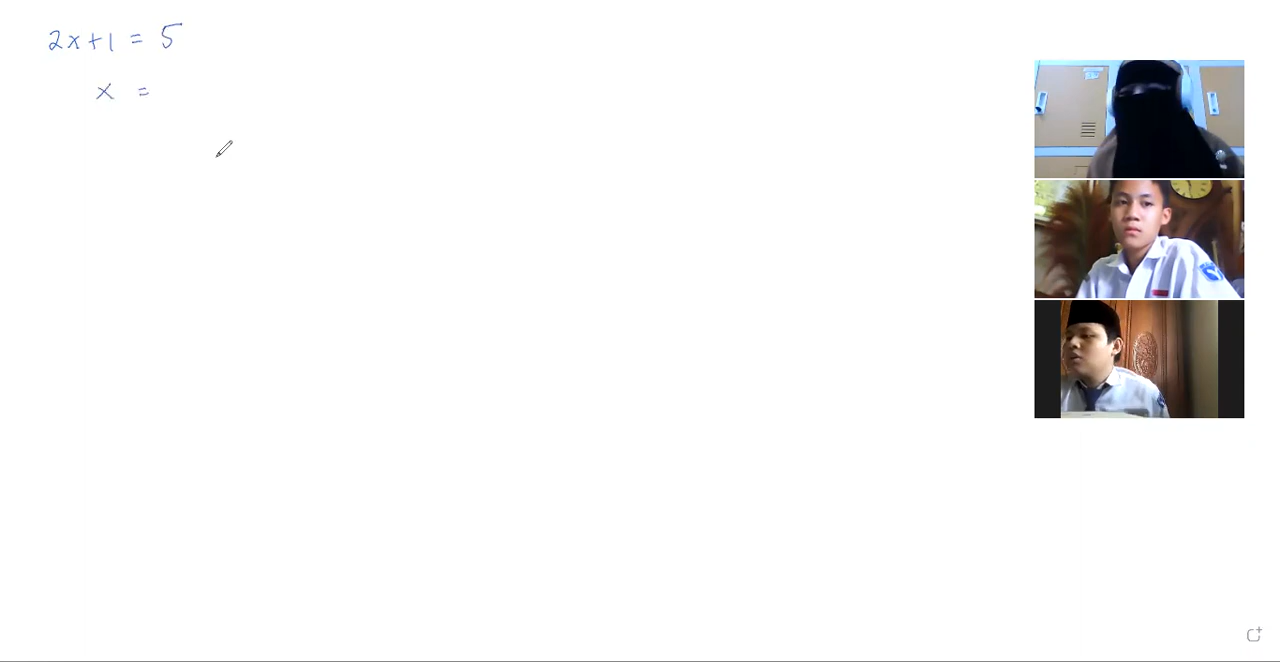 2x+1 = 5
x =